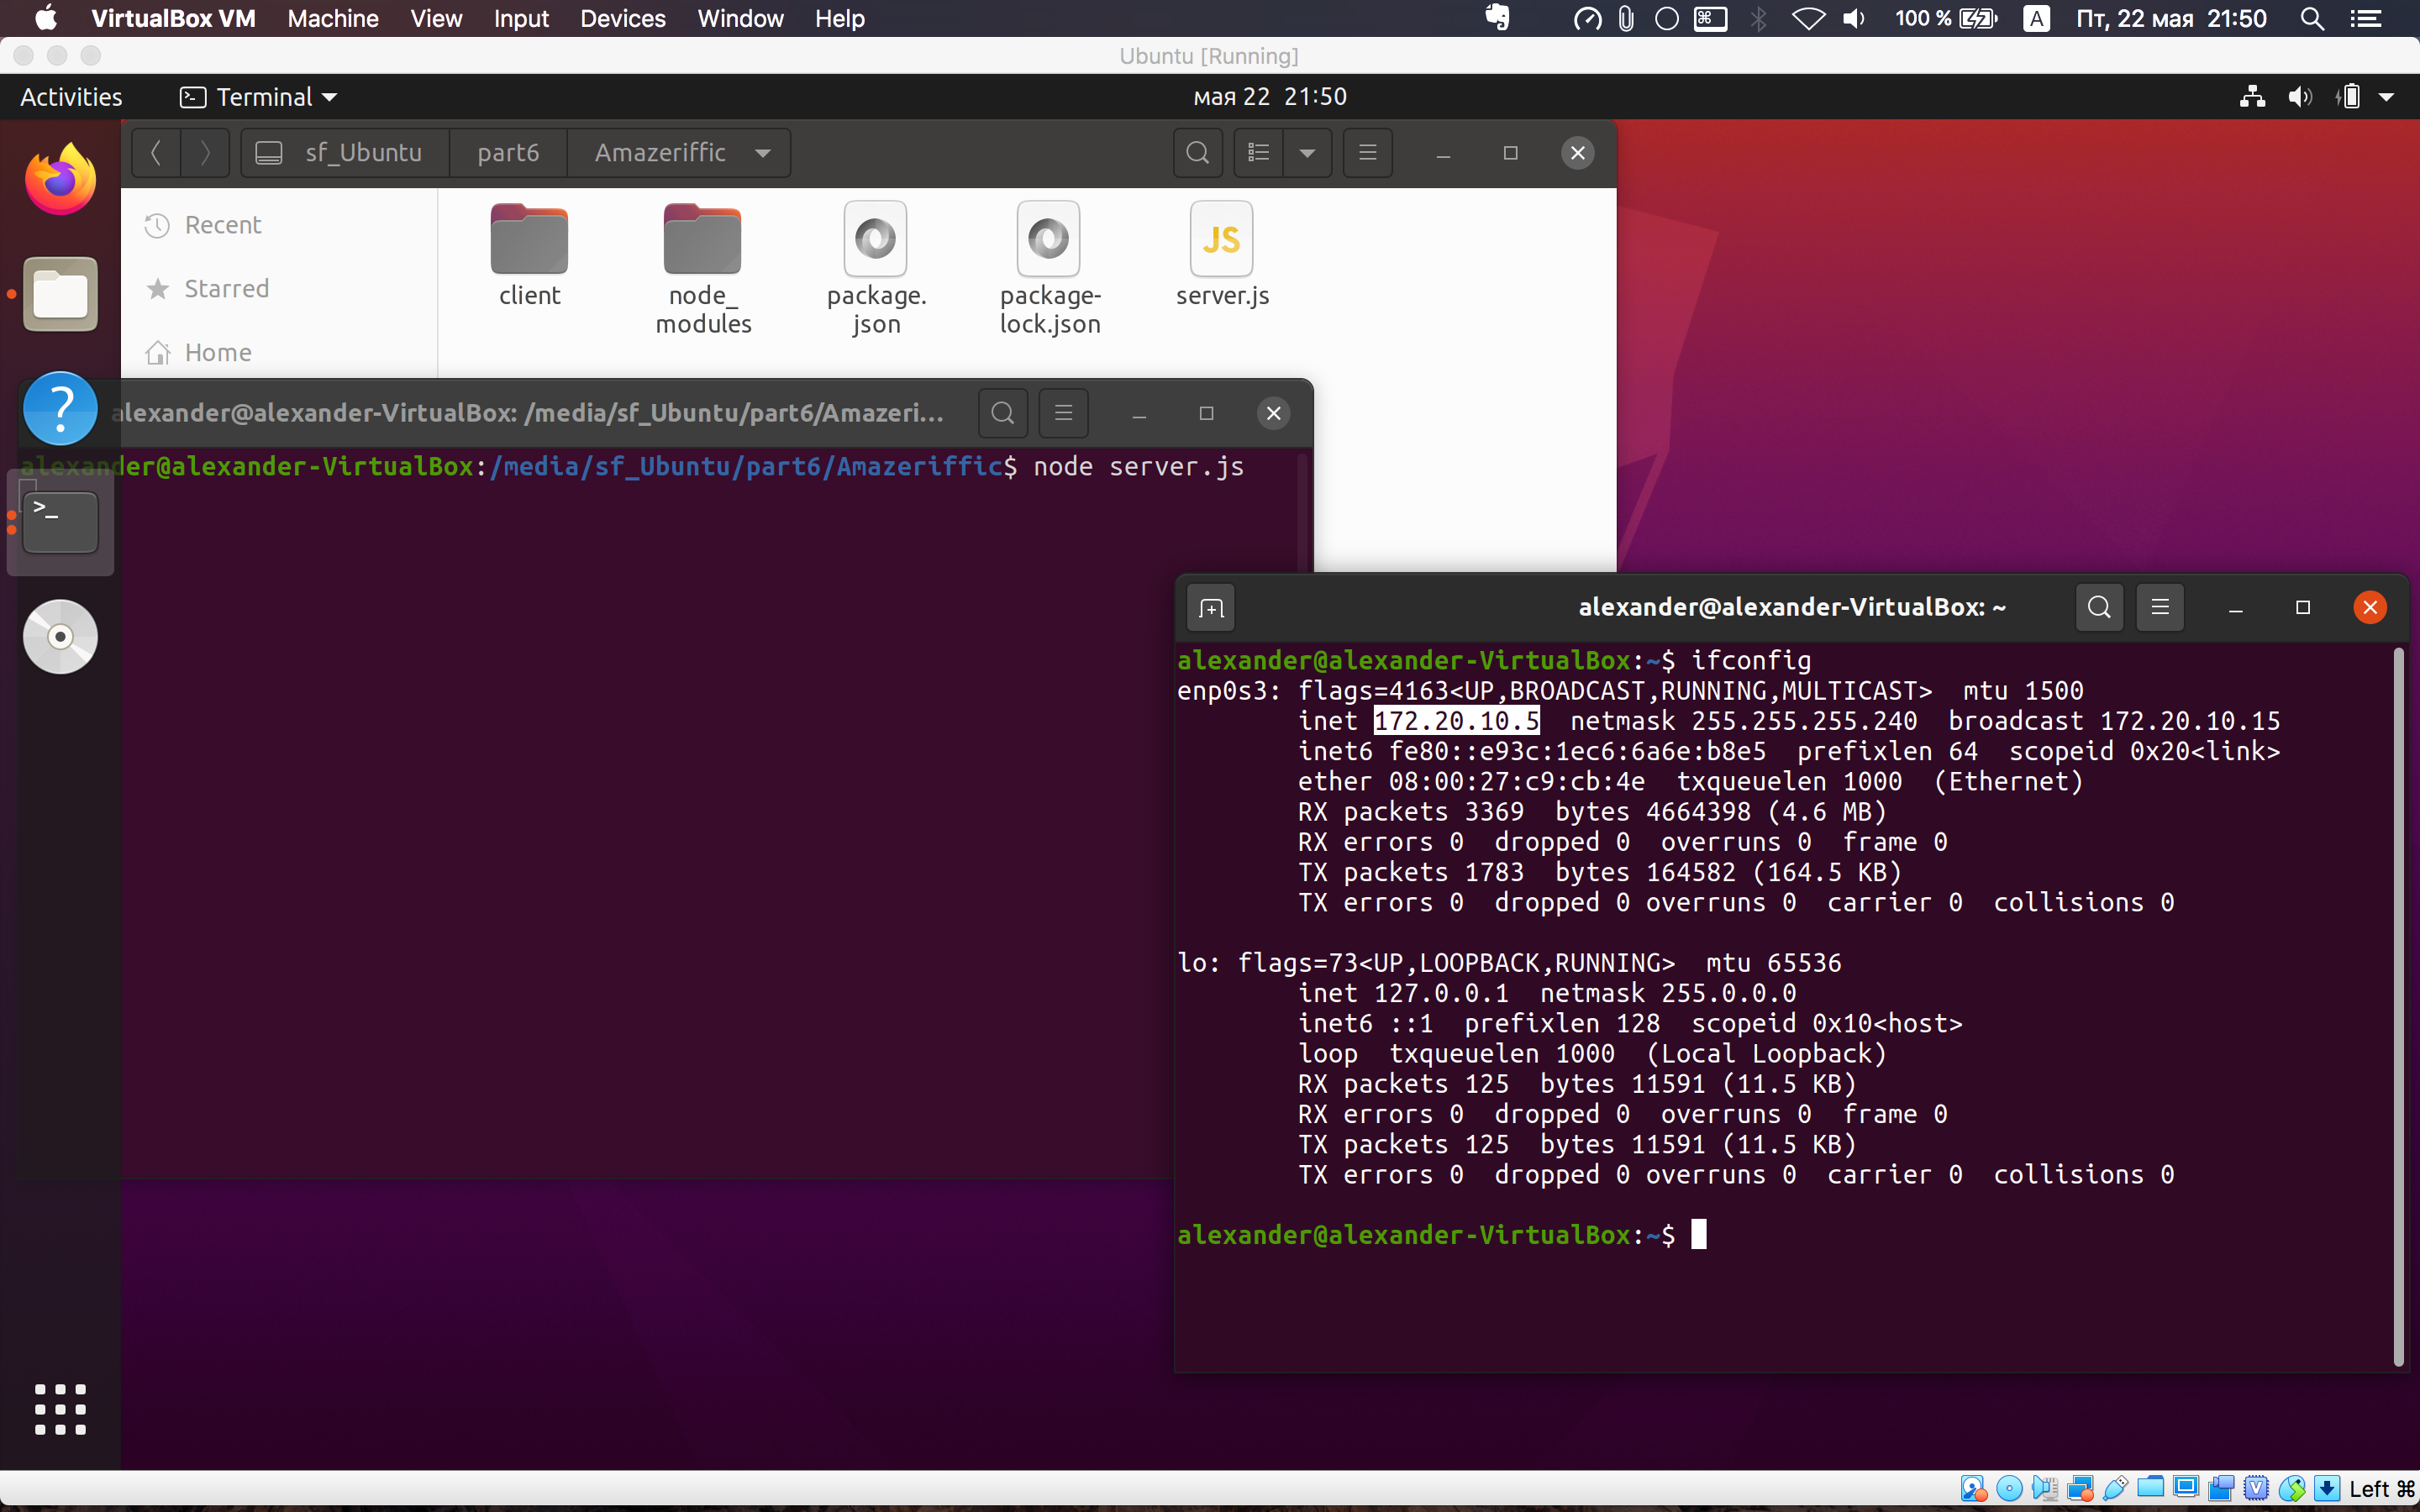 VirtualBox VM Machine View Input Devices Window Help 100 % A Пт, 22 мая 21:50
Ubuntu [Running]
Activities Terminal мая 22 21:50
sf_Ubuntu part6 Amazeriffic
Recent
Starred
Home
client
node_
modules
package.
json
package-
lock.json
JS
server.js
alexander@alexander-VirtualBox: /media/sf_Ubuntu/part6/Amazeri...
alexander@alexander-VirtualBox:/media/sf_Ubuntu/part6/Amazeriffic$ node server.js
alexander@alexander-VirtualBox: ~
alexander@alexander-VirtualBox:~$ ifconfig
enp0s3: flags=4163<UP,BROADCAST,RUNNING,MULTICAST>  mtu 1500
        inet 172.20.10.5  netmask 255.255.255.240  broadcast 172.20.10.15
        inet6 fe80::e93c:1ec6:6a6e:b8e5  prefixlen 64  scopeid 0x20<link>
        ether 08:00:27:c9:cb:4e  txqueuelen 1000  (Ethernet)
        RX packets 3369  bytes 4664398 (4.6 MB)
        RX errors 0  dropped 0  overruns 0  frame 0
        TX packets 1783  bytes 164582 (164.5 KB)
        TX errors 0  dropped 0 overruns 0  carrier 0  collisions 0
lo: flags=73<UP,LOOPBACK,RUNNING>  mtu 65536
        inet 127.0.0.1  netmask 255.0.0.0
        inet6 ::1  prefixlen 128  scopeid 0x10<host>
        loop  txqueuelen 1000  (Local Loopback)
        RX packets 125  bytes 11591 (11.5 KB)
        RX errors 0  dropped 0  overruns 0  frame 0
        TX packets 125  bytes 11591 (11.5 KB)
        TX errors 0  dropped 0 overruns 0  carrier 0  collisions 0
alexander@alexander-VirtualBox:~$
Left ⌘